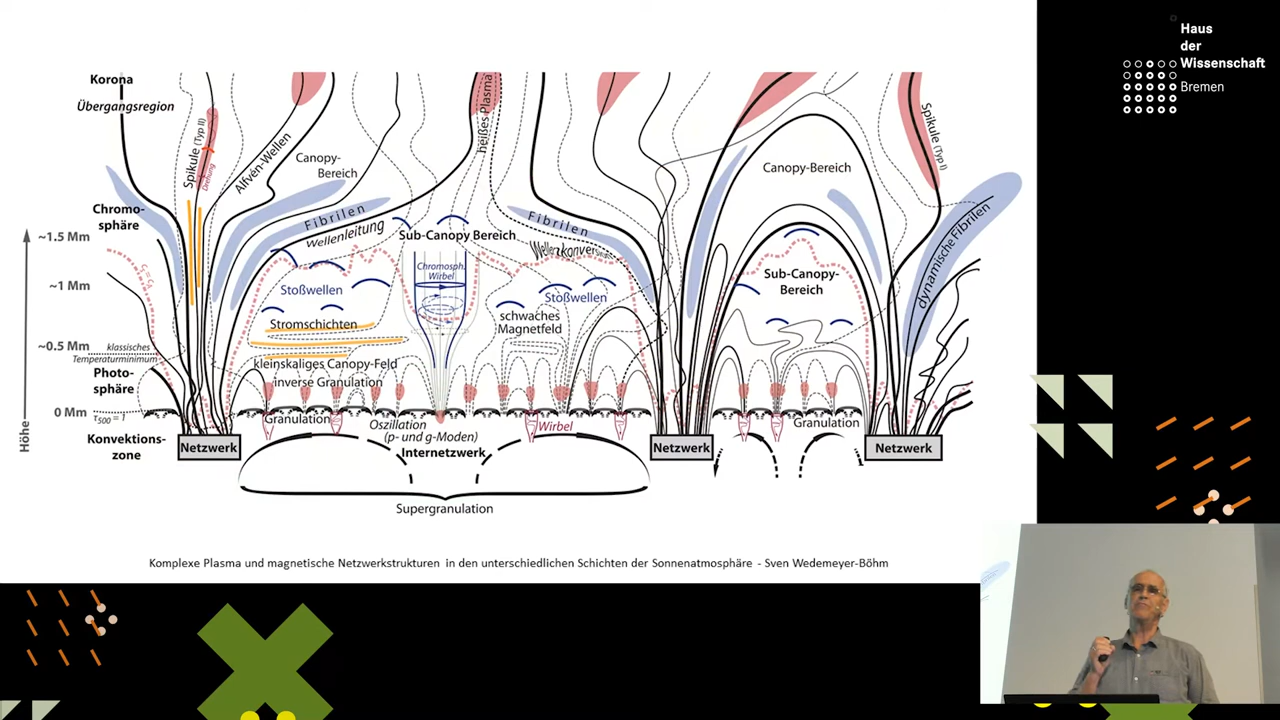 Haus
der
Wissenschaft
Bremen
Korona
Übergangsregion
Spikule (Typ II)
Drehung
Alfvén-Wellen
Canopy-
Bereich
heißes Plasma
Canopy-Bereich
Spikule (Typ I)
Chromo-
sphäre
Fibrilen
Wellenleitung
Sub-Canopy Bereich
Fibrilen
dynamische Fibrilen
~1.5 Mm
Chromosph.
Wirbel
Sub-Canopy-
Bereich
~1 Mm
Stoßwellen
Stoßwellen
Stromschichten
schwaches
Magnetfeld
~0.5 Mm
klassisches
Temperaturminimum
kleinskaliges Canopy-Feld
inverse Granulation
Photo-
sphäre
0 Mm
τ500 = 1
Granulation
Oszillation
(p- und g-Moden)
Wirbel
Granulation
Höhe
Konvektions-
zone
Netzwerk
Internetzwerk
Netzwerk
Netzwerk
Supergranulation
Komplexe Plasma und magnetische Netzwerkstrukturen in den unterschiedlichen Schichten der Sonnenatmosphäre - Sven Wedemeyer-Böhm